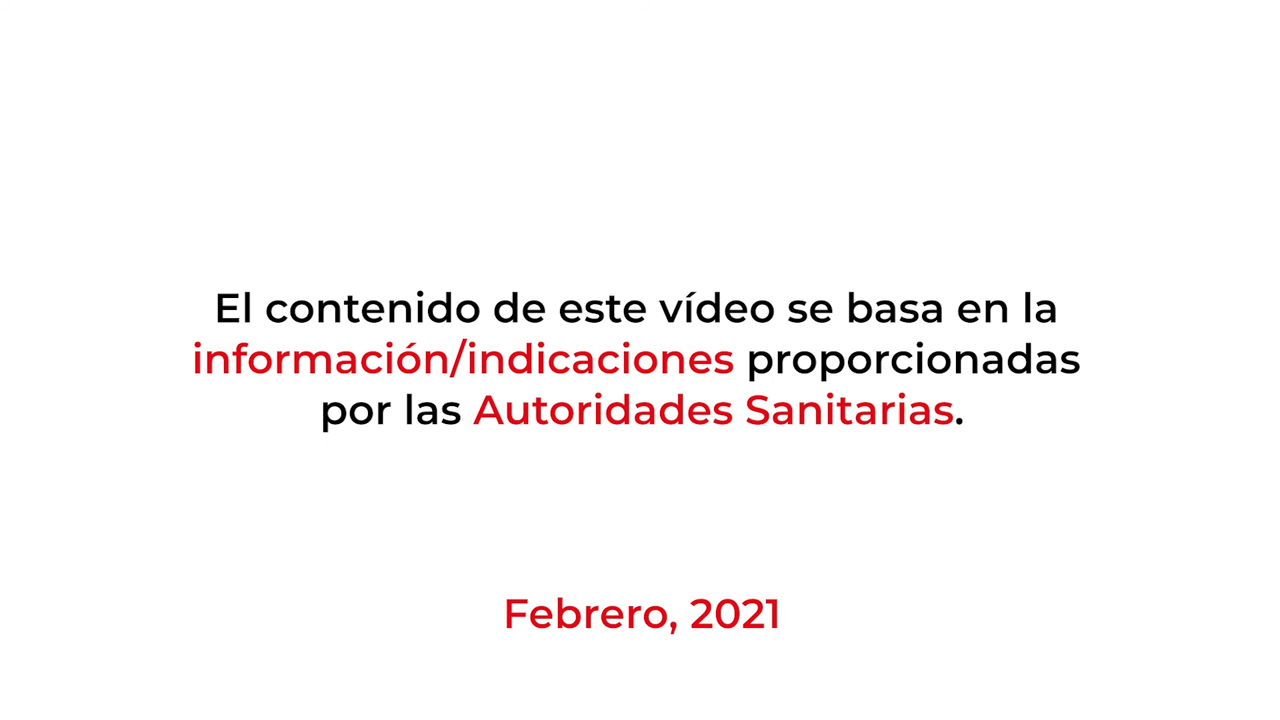 El contenido de este vídeo se basa en la
información/indicaciones proporcionadas
por las Autoridades Sanitarias.
Febrero, 2021